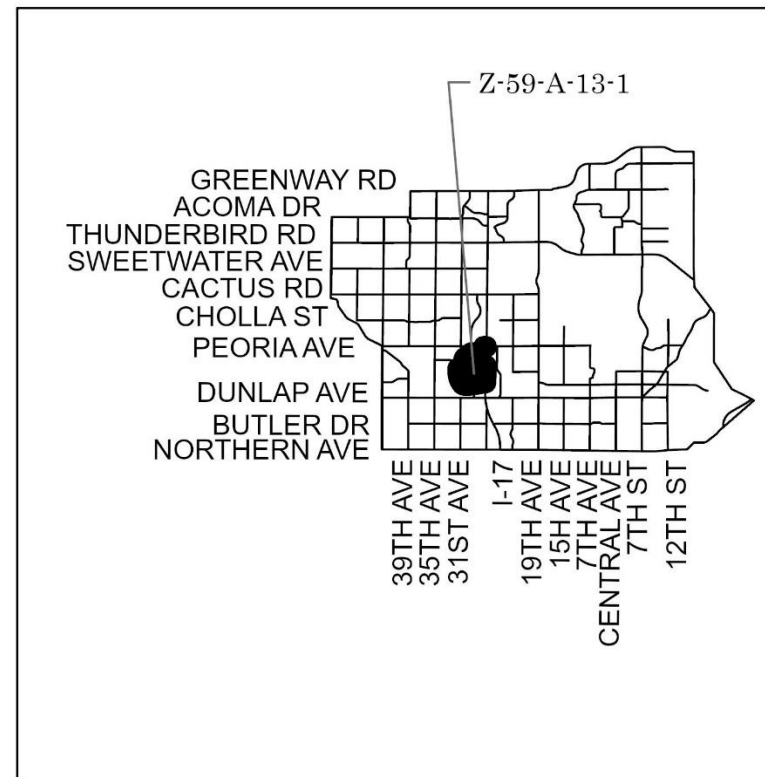 Z-59-A-13-1
GREENWAY RD
ACOMA DR
THUNDERBIRD RD
SWEETWATER AVE
CACTUS RD
CHOLLA ST
PEORIA AVE
DUNLAP AVE
BUTLER DR
NORTHERN AVE
39TH AVE
35TH AVE
31ST AVE
I-17
19TH AVE
15H AVE
7TH AVE
CENTRAL AVE
7TH ST
12TH ST